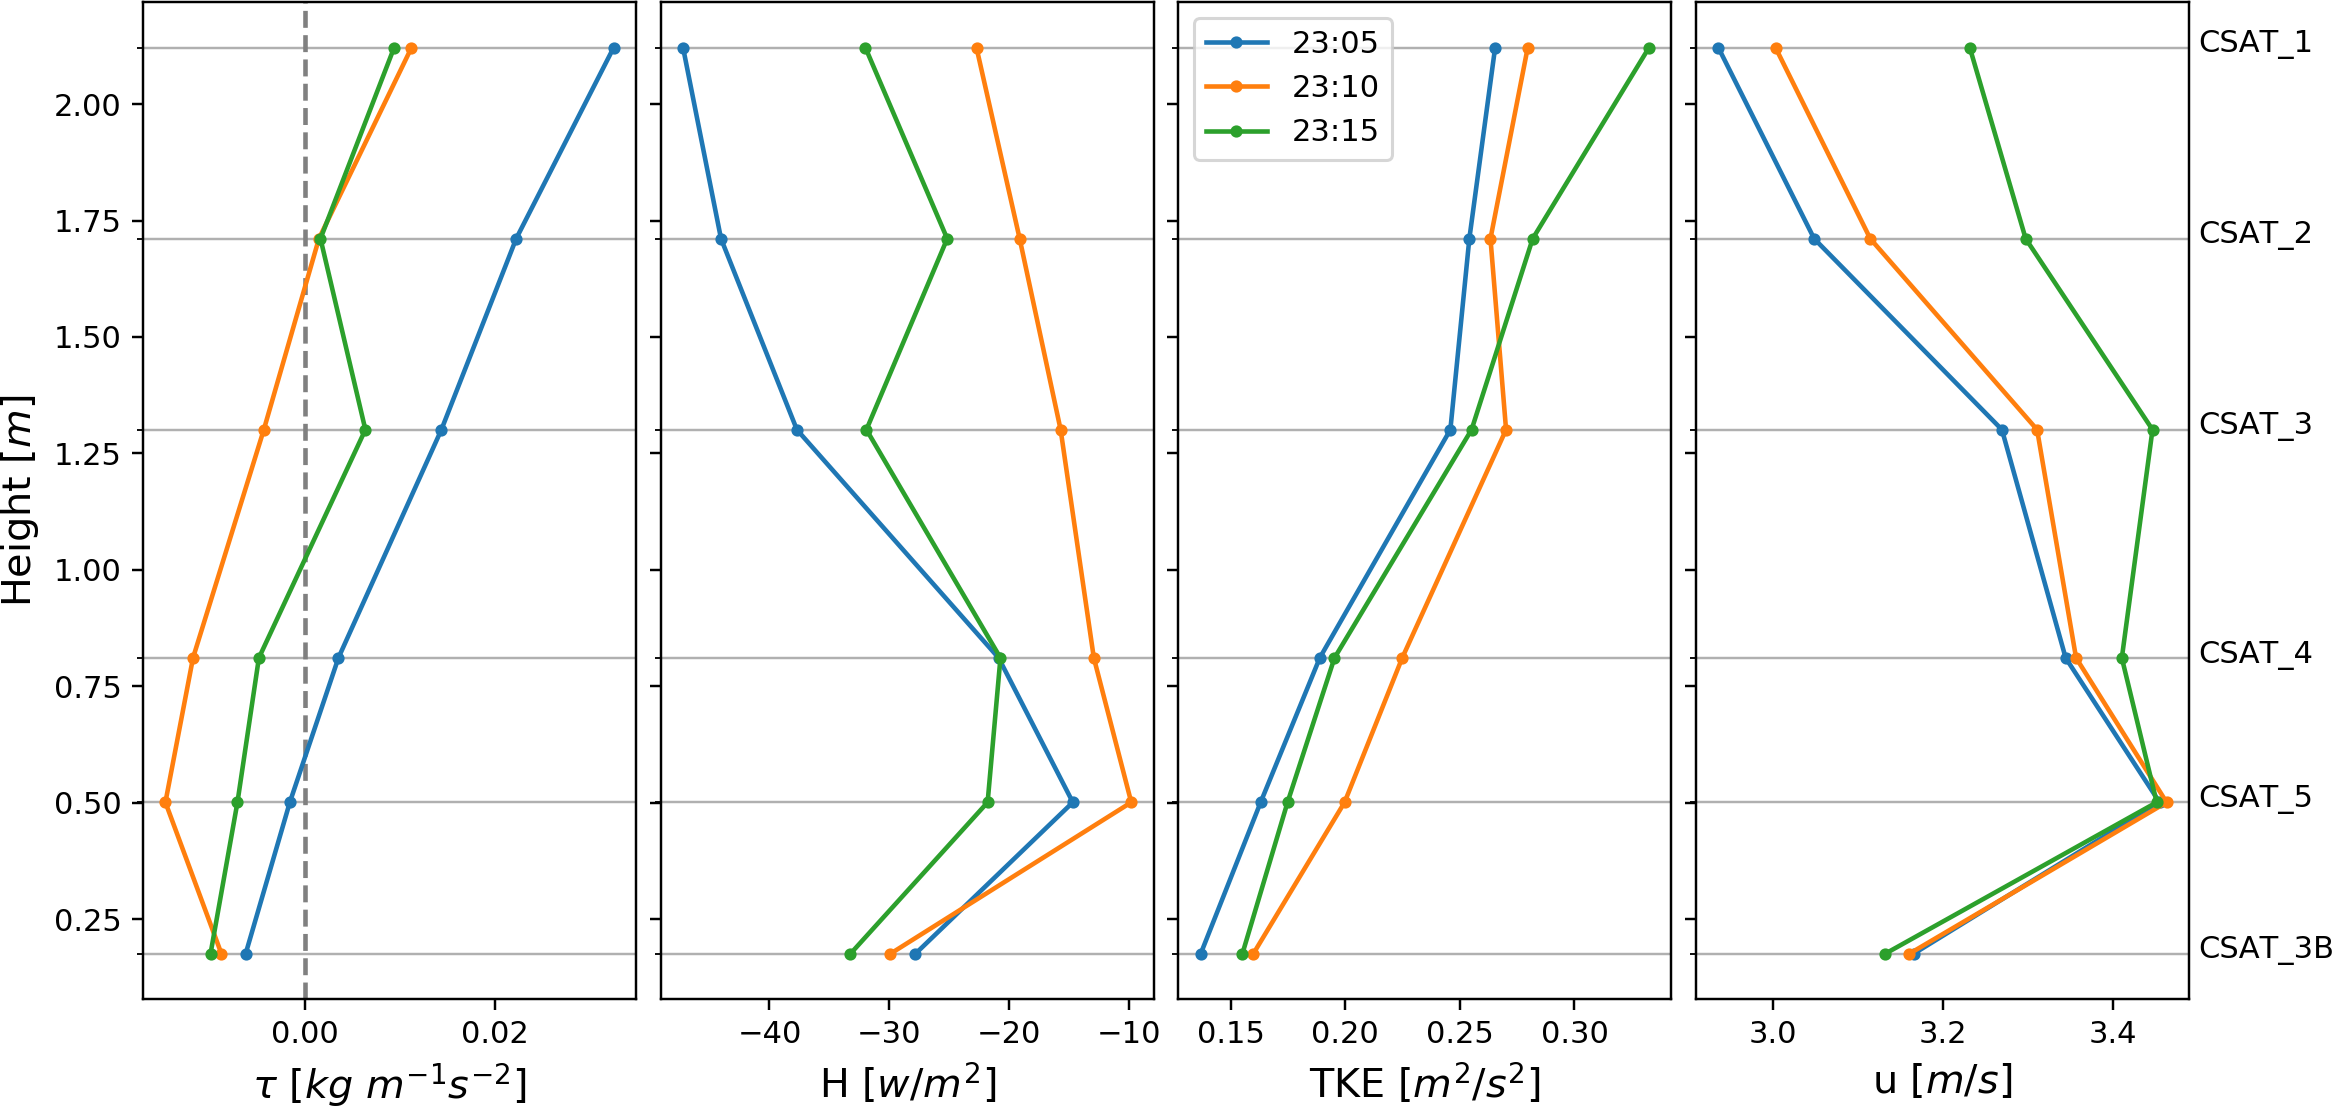 23:05
23:10
23:15
Height [m]
2.00
1.75
1.50
1.25
1.00
0.75
0.50
0.25
CSAT_1
CSAT_2
CSAT_3
CSAT_4
CSAT_5
CSAT_3B
0.00 0.02
−40 −30 −20 −10
0.15 0.20 0.25 0.30
3.0 3.2 3.4
τ [kg m⁻¹s⁻²]
H [w/m²]
TKE [m²/s²]
u [m/s]